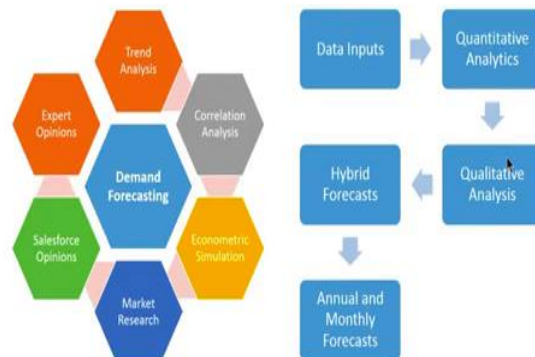 Trend
Analysis
Expert
Opinions
Correlation
Analysis
Demand
Forecasting
Salesforce
Opinions
Econometric
Simulation
Market
Research
Data Inputs
Quantitative
Analytics
Hybrid
Forecasts
Qualitative
Analysis
Annual and
Monthly
Forecasts